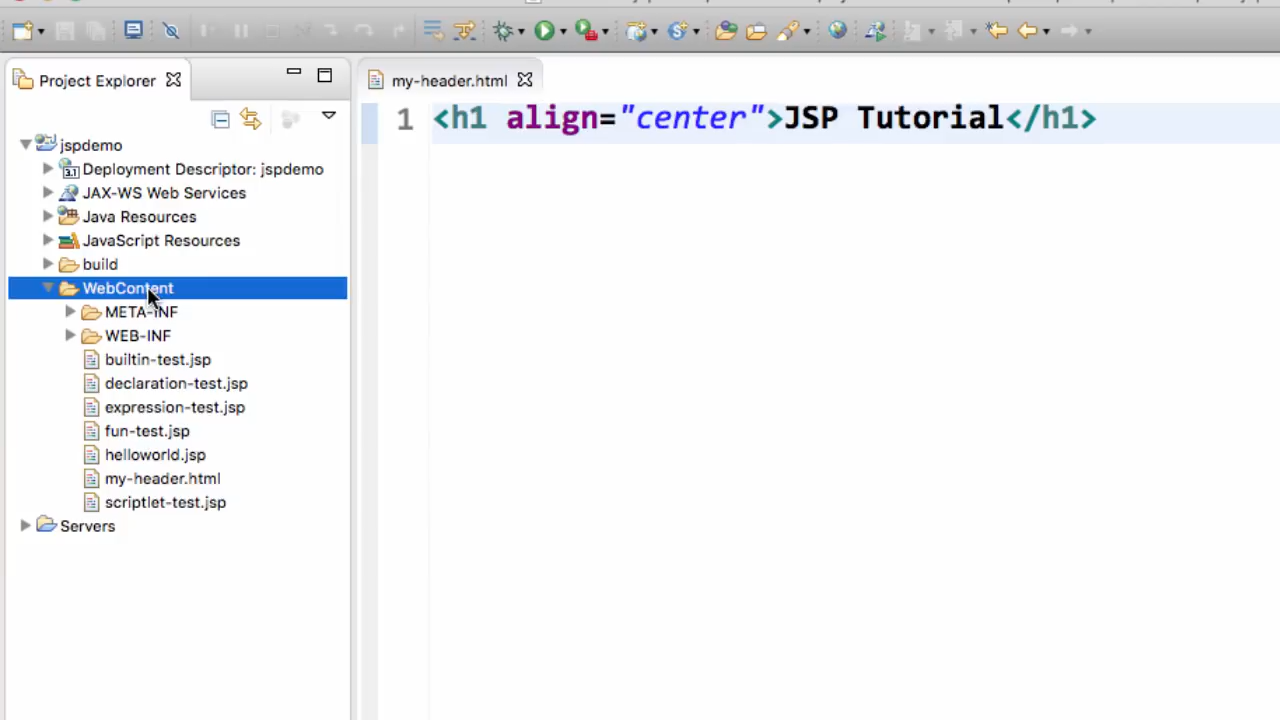 Project Explorer
my-header.html
1 <h1 align="center">JSP Tutorial</h1>
jspdemo
3.1 Deployment Descriptor: jspdemo
JAX-WS Web Services
Java Resources
JavaScript Resources
build
WebContent
META-INF
WEB-INF
builtin-test.jsp
declaration-test.jsp
expression-test.jsp
fun-test.jsp
helloworld.jsp
my-header.html
scriptlet-test.jsp
Servers